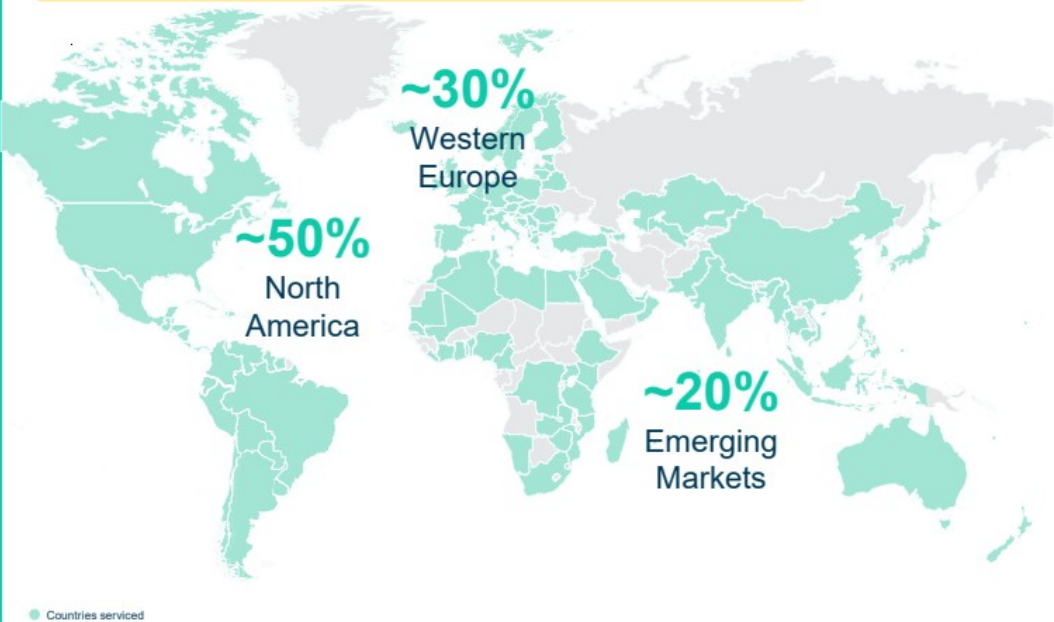 ~30%
Western
Europe
~50%
North
America
~20%
Emerging
Markets
Countries serviced